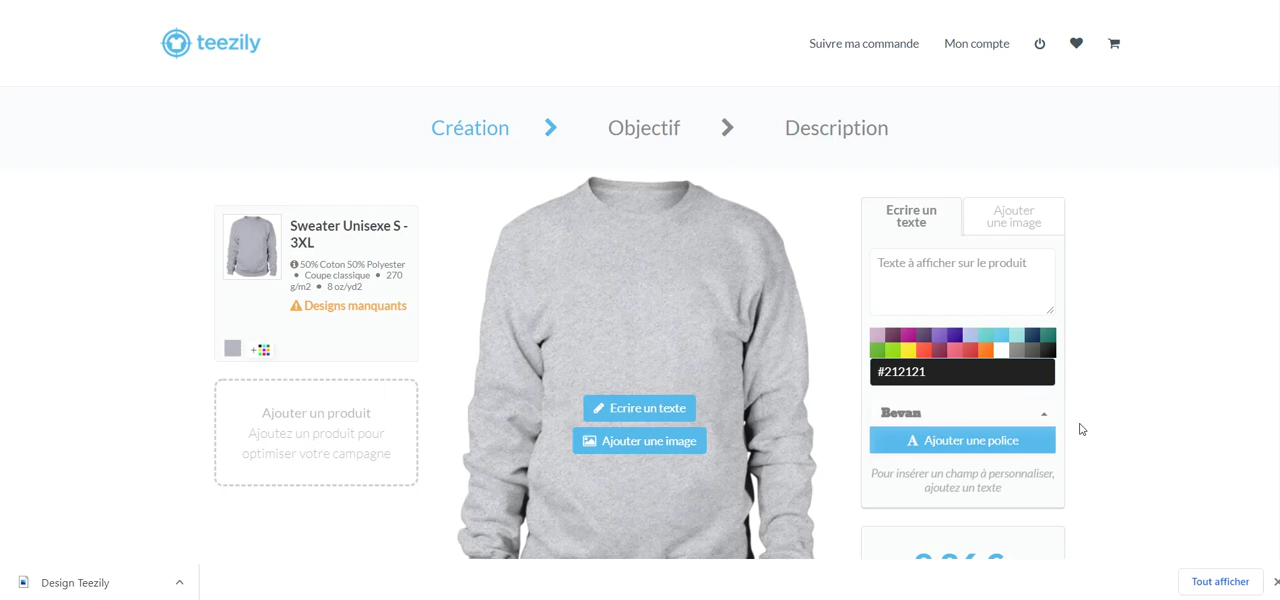 teezily
Suivre ma commande
Mon compte
Création
Objectif
Description
Sweater Unisexe S -
3XL
50% Coton 50% Polyester
• Coupe classique • 270
g/m2 • 8 oz/yd2
Designs manquants
+
Ajouter un produit
Ajoutez un produit pour
optimiser votre campagne
Ecrire un texte
Ajouter une image
Ecrire un
texte
Ajouter
une image
Texte à afficher sur le produit
#212121
Bevan
A Ajouter une police
Pour insérer un champ à personnaliser,
ajoutez un texte
Design Teezily
Tout afficher